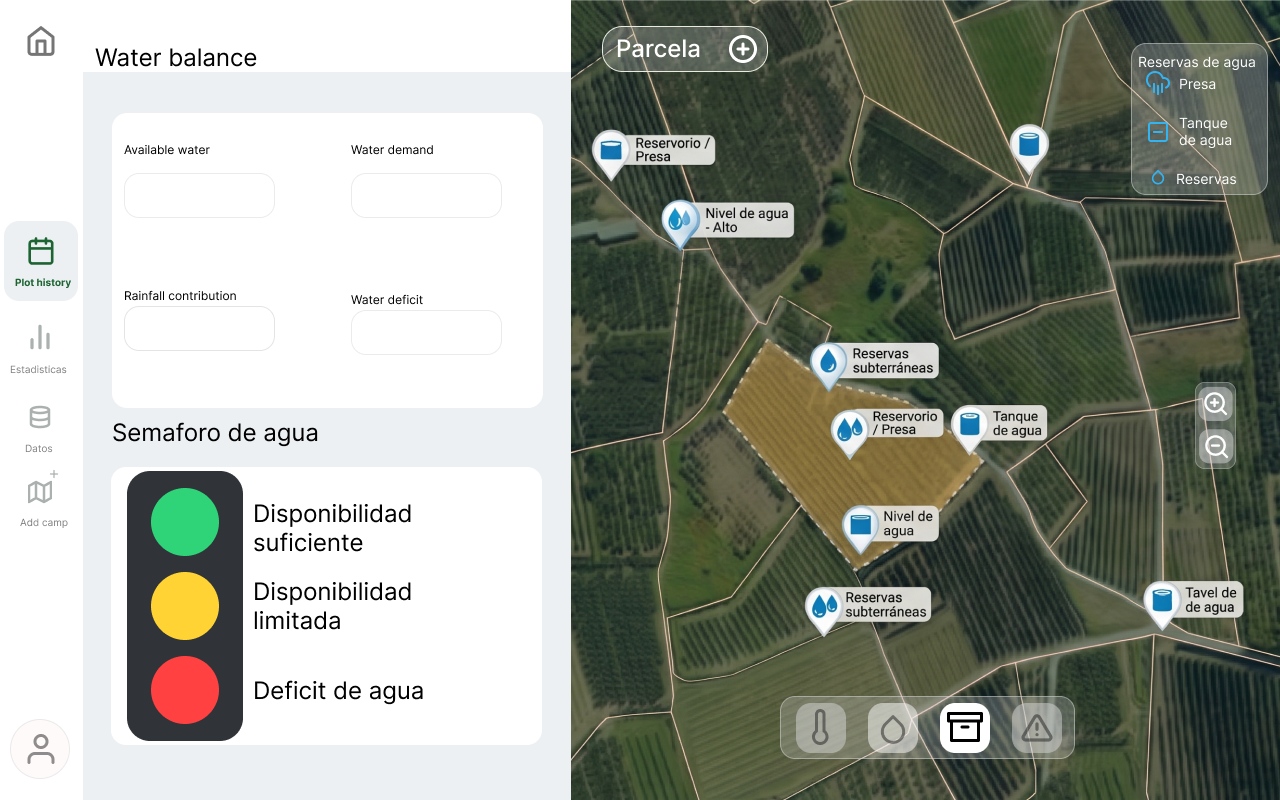 Water balance
Available water
Water demand
Rainfall contribution
Water deficit
Plot history
Estadisticas
Datos
Add camp
Semaforo de agua
Disponibilidad
suficiente
Disponibilidad
limitada
Deficit de agua
Parcela
Reservas de agua
Presa
Tanque
de agua
Reservas
Reservorio /
Presa
Nivel de agua
- Alto
Reservas
subterráneas
Reservorio
/ Presa
Tanque
de agua
Nivel de
agua
Reservas
subterráneas
Tavel de
de agua